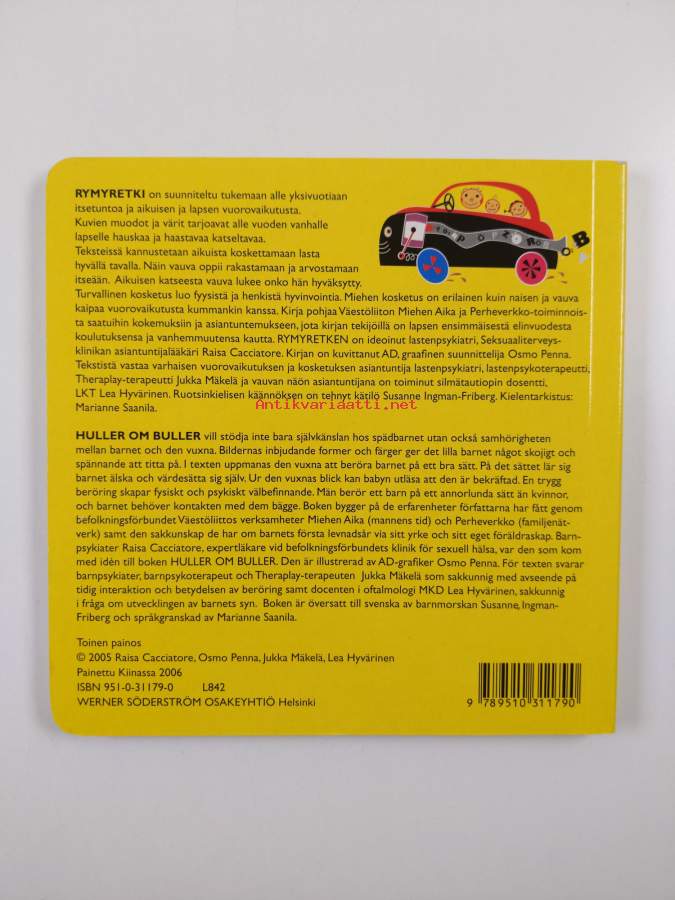 RYMYRETKI on suunniteltu tukemaan alle yksivuotiaan
itsetuntoa ja aikuisen ja lapsen vuorovaikutusta.
Kuvien muodot ja värit tarjoavat alle vuoden vanhalle
lapselle hauskaa ja haastavaa katseltavaa.
Teksteissä kannustetaan aikuista koskettamaan lasta
hyvällä tavalla. Näin vauva oppii rakastamaan ja arvostamaan
itseään. Aikuisen katseesta vauva lukee onko hän hyväksytty.
Turvallinen kosketus luo fyysistä ja henkistä hyvinvointia. Miehen kosketus on erilainen kuin naisen ja vauva
kaipaa vuorovaikutusta kummankin kanssa. Kirja pohjaa Väestöliiton Miehen Aika ja Perheverkko-toiminnois-
ta saatuihin kokemuksiin ja asiantuntemukseen, jota kirjan tekijöillä on lapsen ensimmäisestä elinvuodesta
koulutuksensa ja vanhemmuutensa kautta. RYMYRETKEN on ideoinut lastenpsykiatri, Seksuaaliterveys-
klinikan asiantuntijalääkäri Raisa Cacciatore. Kirjan on kuvittanut AD, graafinen suunnittelija Osmo Penna.
Tekstistä vastaa varhaisen vuorovaikutuksen ja kosketuksen asiantuntija lastenpsykiatri, lastenpsykoterapeutti,
Theraplay-terapeutti Jukka Mäkelä ja vauvan näön asiantuntijana on toiminut silmätautiopin dosentti,
LKT Lea Hyvärinen. Ruotsinkielisen käännöksen on tehnyt kätilö Susanne Ingman-Friberg. Kielentarkistus:
Marianne Saanila.
Antikvariaatti.net
HULLER OM BULLER vill stödja inte bara självkänslan hos spädbarnet utan också samhörigheten
mellan barnet och den vuxna. Bildernas inbjudande former och färger ger det lilla barnet något skojigt och
spännande att titta på. I texten uppmanas den vuxna att beröra barnet på ett bra sätt. På det sättet lär sig
barnet älska och värdesätta sig själv. Ur den vuxnas blick kan babyn utläsa att den är bekräftad. En trygg
beröring skapar fysiskt och psykiskt välbefinnande. Män berör ett barn på ett annorlunda sätt än kvinnor,
och barnet behöver kontakten med dem bägge. Boken bygger på de erfarenheter författarna har fått genom
befolkningsförbundet Väestöliittos verksamheter Miehen Aika (mannens tid) och Perheverkko (familjenät-
verk) samt den sakkunskap de har om barnets första levnadsår via sitt yrke och sitt eget föräldraskap. Barn-
psykiater Raisa Cacciatore, expertläkare vid befolkningsförbundets klinik för sexuell hälsa, var den som kom
med idén till boken HULLER OM BULLER. Den är illustrerad av AD-grafiker Osmo Penna. För texten svarar
barnpsykiater, barnpsykoterapeut och Theraplay-terapeuten Jukka Mäkelä som sakkunnig med avseende på
tidig interaktion och betydelsen av beröring samt docenten i oftalmologi MKD Lea Hyvärinen, sakkunnig
i fråga om utvecklingen av barnets syn. Boken är översatt till svenska av barnmorskan Susanne, Ingman-
Friberg och språkgranskad av Marianne Saanila.
Toinen painos
© 2005 Raisa Cacciatore, Osmo Penna, Jukka Mäkelä, Lea Hyvärinen
Painettu Kiinassa 2006
ISBN 951-0-31179-0 L842
WERNER SÖDERSTRÖM OSAKEYHTIÖ Helsinki
9 789510 311790